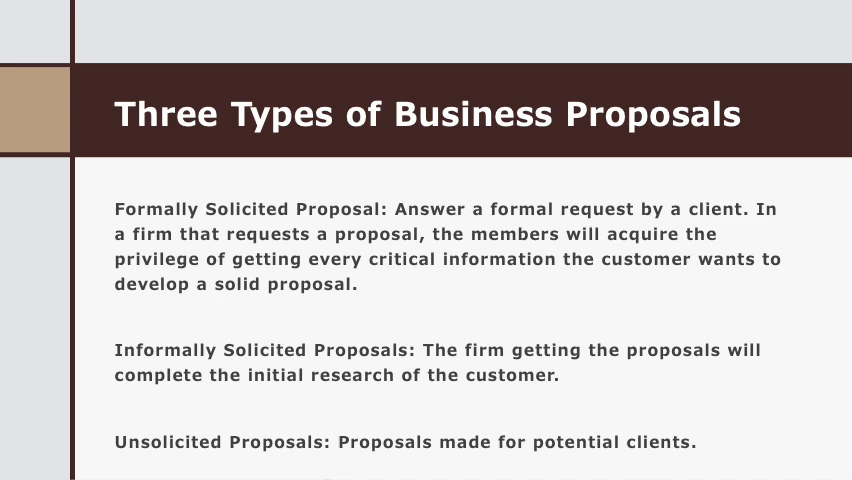 Three Types of Business Proposals
Formally Solicited Proposal: Answer a formal request by a client. In
a firm that requests a proposal, the members will acquire the
privilege of getting every critical information the customer wants to
develop a solid proposal.
Informally Solicited Proposals: The firm getting the proposals will
complete the initial research of the customer.
Unsolicited Proposals: Proposals made for potential clients.